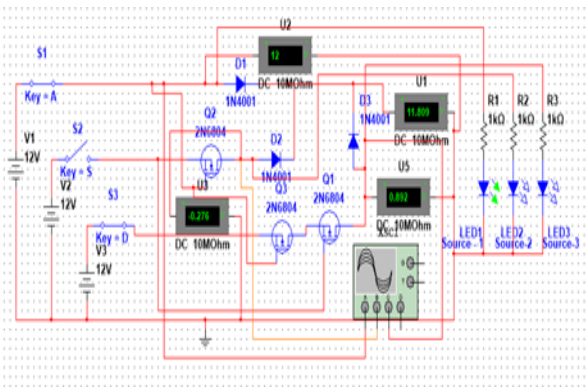 U2
12
DC 10MOhm
S1
Key = A
D1
1N4001
U1
11.809
DC 10MOhm
D3
1N4001
R1
1kΩ
R2
1kΩ
R3
1kΩ
Q2
2N6804
V1
12V
S2
Key = S
D2
1N4001
V2
12V
U3
-0.276
DC 10MOhm
Q3
2N6804
Q1
2N6804
U5
0.892
DC 10MOhm
S3
Key = D
V3
12V
LED1
Source-1
LED2
Source-2
LED3
Source-3